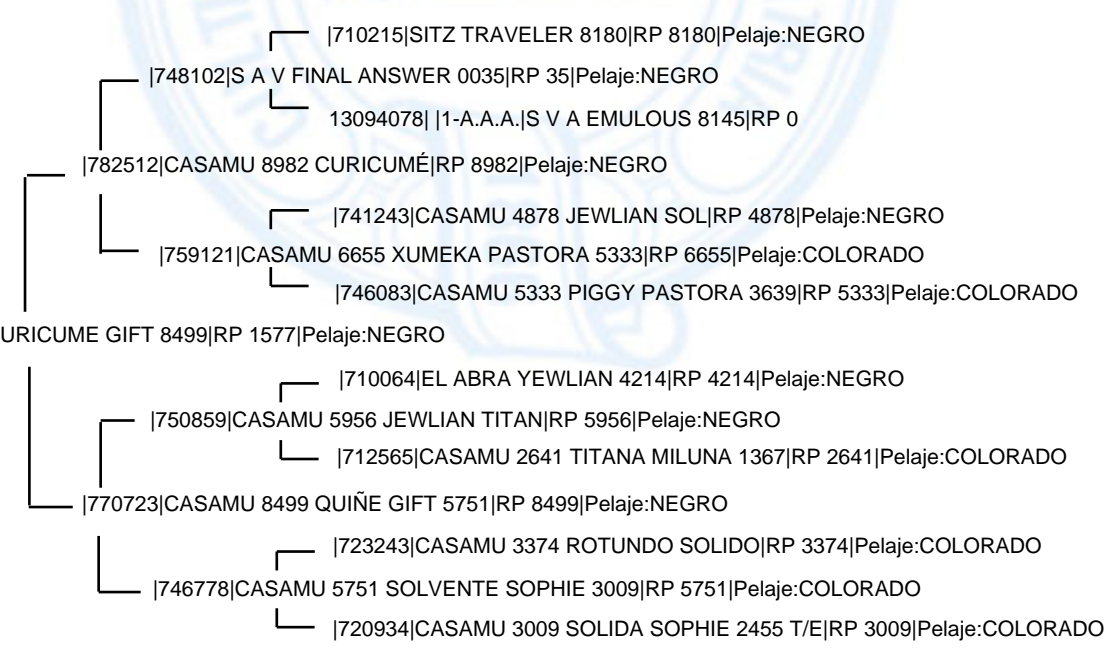 |710215|SITZ TRAVELER 8180|RP 8180|Pelaje:NEGRO
|748102|S A V FINAL ANSWER 0035|RP 35|Pelaje:NEGRO
13094078| |1-A.A.A.|S V A EMULOUS 8145|RP 0
|782512|CASAMU 8982 CURICUMÉ|RP 8982|Pelaje:NEGRO
|741243|CASAMU 4878 JEWLIAN SOL|RP 4878|Pelaje:NEGRO
|759121|CASAMU 6655 XUMEKA PASTORA 5333|RP 6655|Pelaje:COLORADO
|746083|CASAMU 5333 PIGGY PASTORA 3639|RP 5333|Pelaje:COLORADO
URICUME GIFT 8499|RP 1577|Pelaje:NEGRO
|710064|EL ABRA YEWLIAN 4214|RP 4214|Pelaje:NEGRO
|750859|CASAMU 5956 JEWLIAN TITAN|RP 5956|Pelaje:NEGRO
|712565|CASAMU 2641 TITANA MILUNA 1367|RP 2641|Pelaje:COLORADO
|770723|CASAMU 8499 QUIÑE GIFT 5751|RP 8499|Pelaje:NEGRO
|723243|CASAMU 3374 ROTUNDO SOLIDO|RP 3374|Pelaje:COLORADO
|746778|CASAMU 5751 SOLVENTE SOPHIE 3009|RP 5751|Pelaje:COLORADO
|720934|CASAMU 3009 SOLIDA SOPHIE 2455 T/E|RP 3009|Pelaje:COLORADO